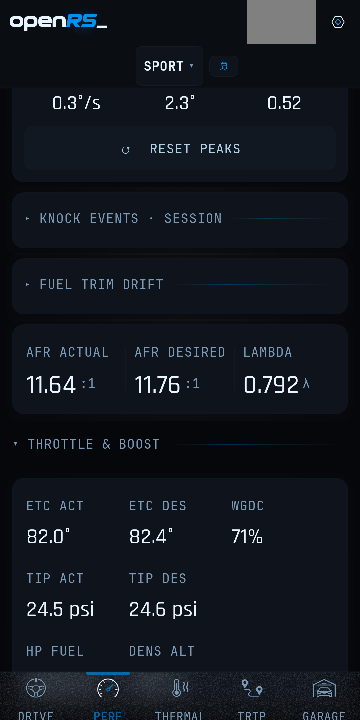 openRS_
SPORT ▾
0.3°/s 2.3° 0.52
↺ RESET PEAKS
▸ KNOCK EVENTS · SESSION
▸ FUEL TRIM DRIFT
AFR ACTUAL AFR DESIRED LAMBDA
11.64 :1 11.76 :1 0.792 λ
▾ THROTTLE & BOOST
ETC ACT ETC DES WGDC
82.0° 82.4° 71%
TIP ACT TIP DES
24.5 psi 24.6 psi
HP FUEL DENS ALT
DRIVE PERF THERMAL TRIP GARAGE